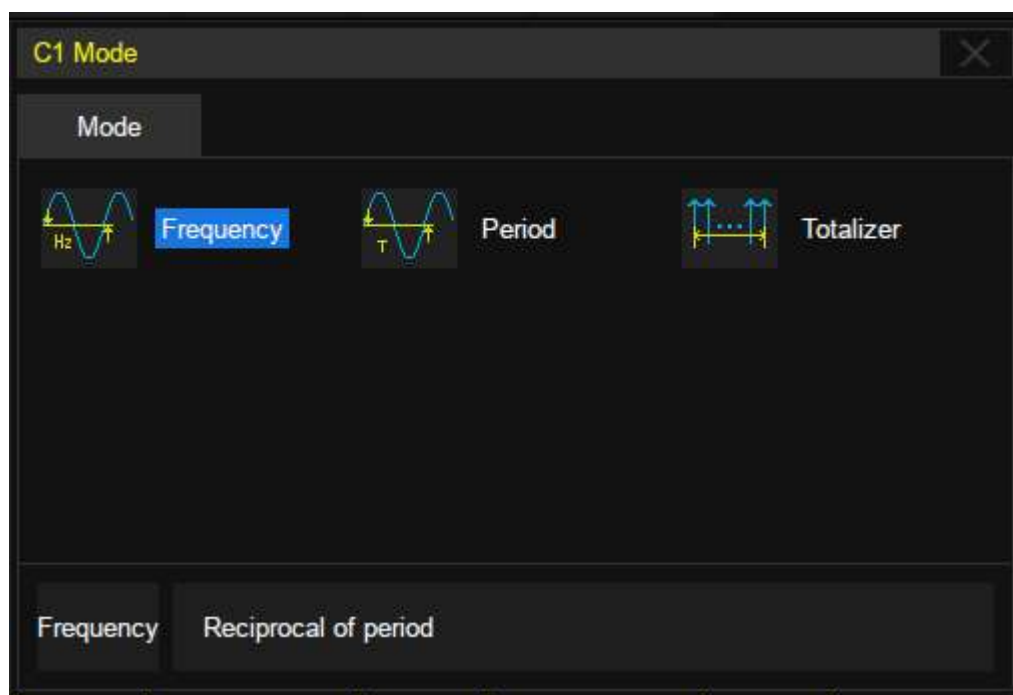 C1 Mode
Mode
Hz
Frequency
T
Period
Totalizer
Frequency
Reciprocal of period